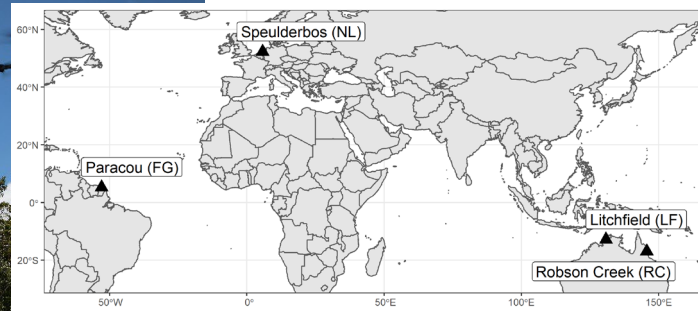 Speulderbos (NL)
60°N
40°N
20°N
Paracou (FG)
0°
Litchfield (LF)
20°S
Robson Creek (RC)
50°W
0°E
50°E
100°E
150°E